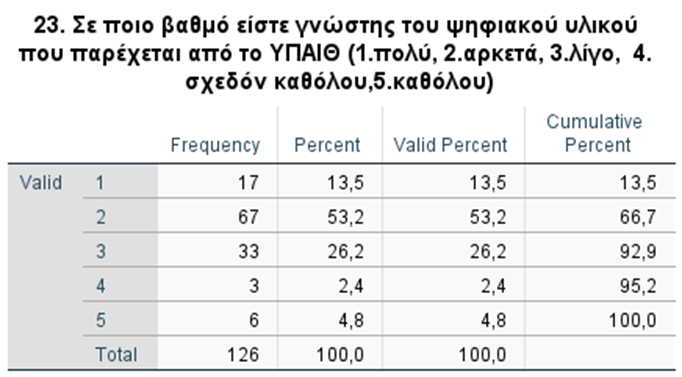 23. Σε ποιο βαθμό είστε γνώστης του ψηφιακού υλικού
που παρέχεται από το ΥΠΑΙΘ (1.πολύ, 2.αρκετά, 3.λίγο, 4.
σχεδόν καθόλου,5.καθόλου)
Frequency Percent Valid Percent Cumulative Percent
Valid 1 17 13,5 13,5 13,5
2 67 53,2 53,2 66,7
3 33 26,2 26,2 92,9
4 3 2,4 2,4 95,2
5 6 4,8 4,8 100,0
Total 126 100,0 100,0